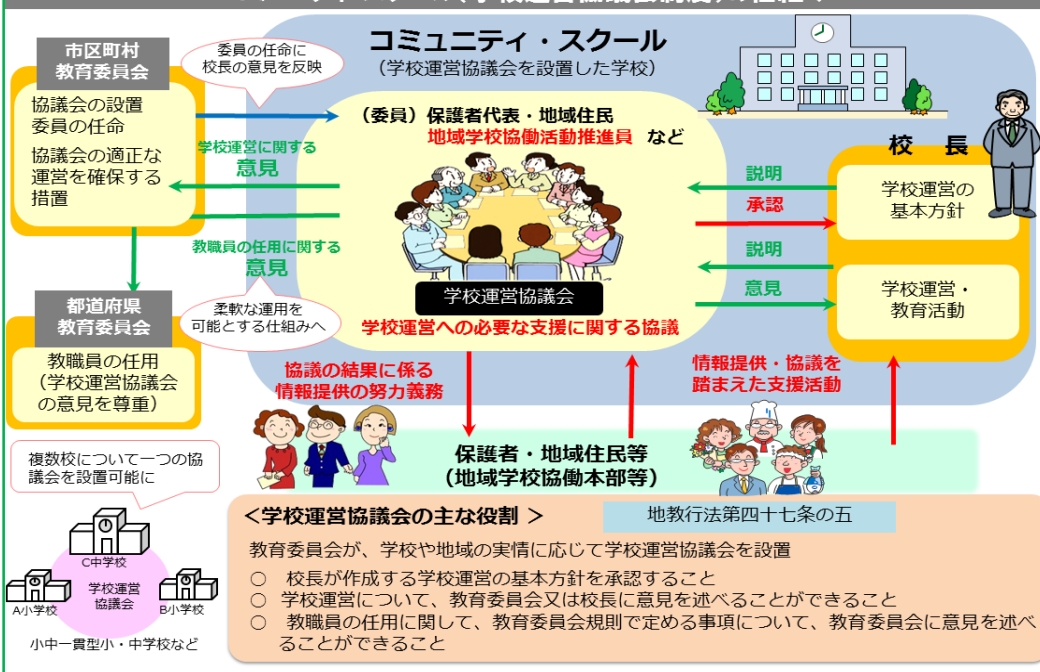 コミュニティ・スクール(学校運営協議会制度)の仕組み
市区町村
教育委員会
協議会の設置
委員の任命
協議会の適正な
運営を確保する
措置
委員の任命に
校長の意見を反映
コミュニティ・スクール
(学校運営協議会を設置した学校)
(委員)保護者代表・地域住民
地域学校協働活動推進員 など
学校運営に関する
意見
教職員の任用に関する
意見
柔軟な運用を
可能とする仕組みへ
学校運営協議会
学校運営への必要な支援に関する協議
校 長
説明
承認
学校運営の
基本方針
説明
意見
学校運営・
教育活動
都道府県
教育委員会
教職員の任用
(学校運営協議会
の意見を尊重)
協議の結果に係る
情報提供の努力義務
情報提供・協議を
踏まえた支援活動
保護者・地域住民等
(地域学校協働本部等)
複数校について一つの協
議会を設置可能に
C中学校
学校運営
協議会
A小学校
B小学校
小中一貫型小・中学校など
<学校運営協議会の主な役割 >
地教行法第四十七条の五
教育委員会が、学校や地域の実情に応じて学校運営協議会を設置
○ 校長が作成する学校運営の基本方針を承認すること
○ 学校運営について、教育委員会又は校長に意見を述べることができること
○ 教職員の任用に関して、教育委員会規則で定める事項について、教育委員会に意見を述べ
ることができること